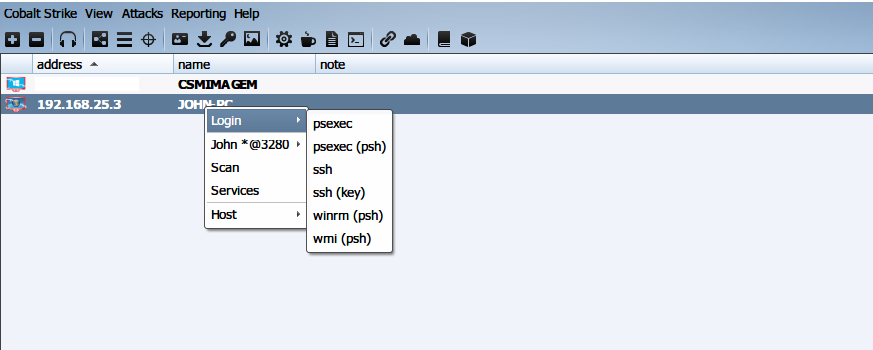 Cobalt Strike View Attacks Reporting Help
address name note
CSMIMAGEM
192.168.25.3 JOHN-PC
Login
John *@3280
Scan
Services
Host
psexec
psexec (psh)
ssh
ssh (key)
winrm (psh)
wmi (psh)